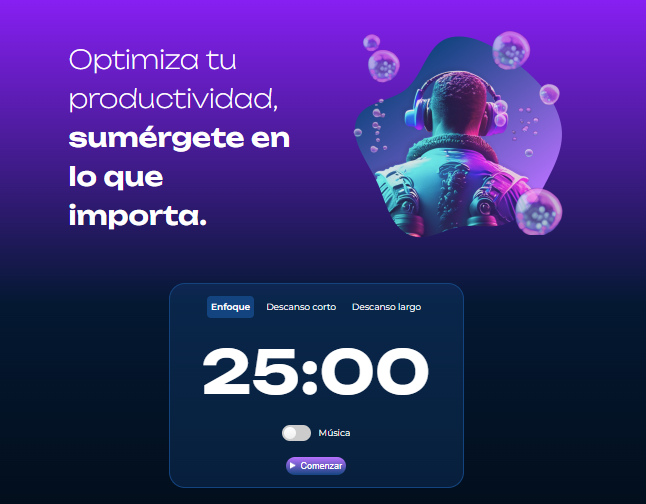 Optimiza tu
productividad,
sumérgete en
lo que
importa.
Enfoque Descanso corto Descanso largo
25:00
Música
Comenzar